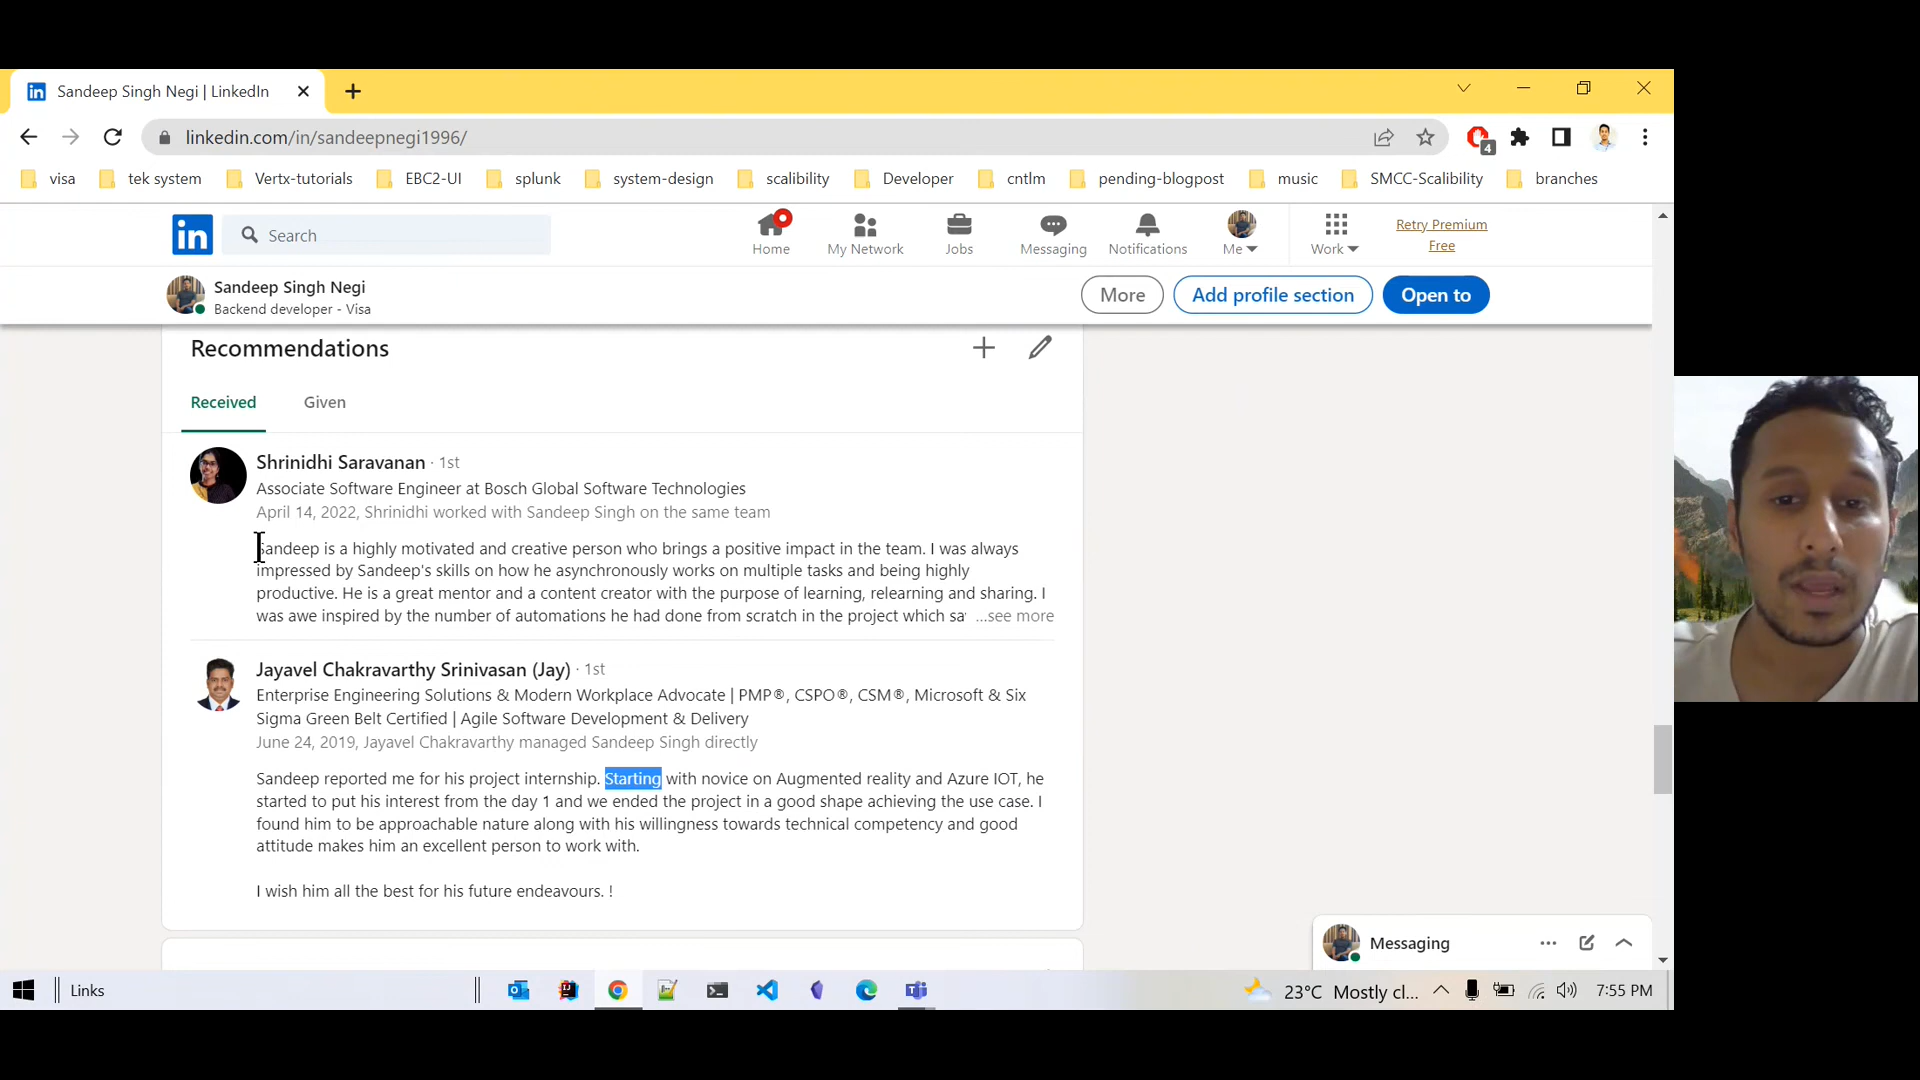 Sandeep Singh Negi | LinkedIn
linkedin.com/in/sandeepnegi1996/
4
visa
tek system
Vertx-tutorials
EBC2-UI
splunk
system-design
scalibility
Developer
cntlm
pending-blogpost
music
SMCC-Scalibility
branches
in
Search
Home
My Network
Jobs
Messaging
Notifications
Me
Work
Retry Premium
Free
Sandeep Singh Negi
Backend developer - Visa
More
Add profile section
Open to
Recommendations
Received
Given
Shrinidhi Saravanan · 1st
Associate Software Engineer at Bosch Global Software Technologies
April 14, 2022, Shrinidhi worked with Sandeep Singh on the same team
Sandeep is a highly motivated and creative person who brings a positive impact in the team. I was always
impressed by Sandeep's skills on how he asynchronously works on multiple tasks and being highly
productive. He is a great mentor and a content creator with the purpose of learning, relearning and sharing. I
was awe inspired by the number of automations he had done from scratch in the project which sa ...see more
Jayavel Chakravarthy Srinivasan (Jay) · 1st
Enterprise Engineering Solutions & Modern Workplace Advocate | PMP®, CSPO®, CSM®, Microsoft & Six
Sigma Green Belt Certified | Agile Software Development & Delivery
June 24, 2019, Jayavel Chakravarthy managed Sandeep Singh directly
Sandeep reported me for his project internship. Starting with novice on Augmented reality and Azure IOT, he
started to put his interest from the day 1 and we ended the project in a good shape achieving the use case. I
found him to be approachable nature along with his willingness towards technical competency and good
attitude makes him an excellent person to work with.
I wish him all the best for his future endeavours. !
Messaging
Links
23°C Mostly cl...
7:55 PM